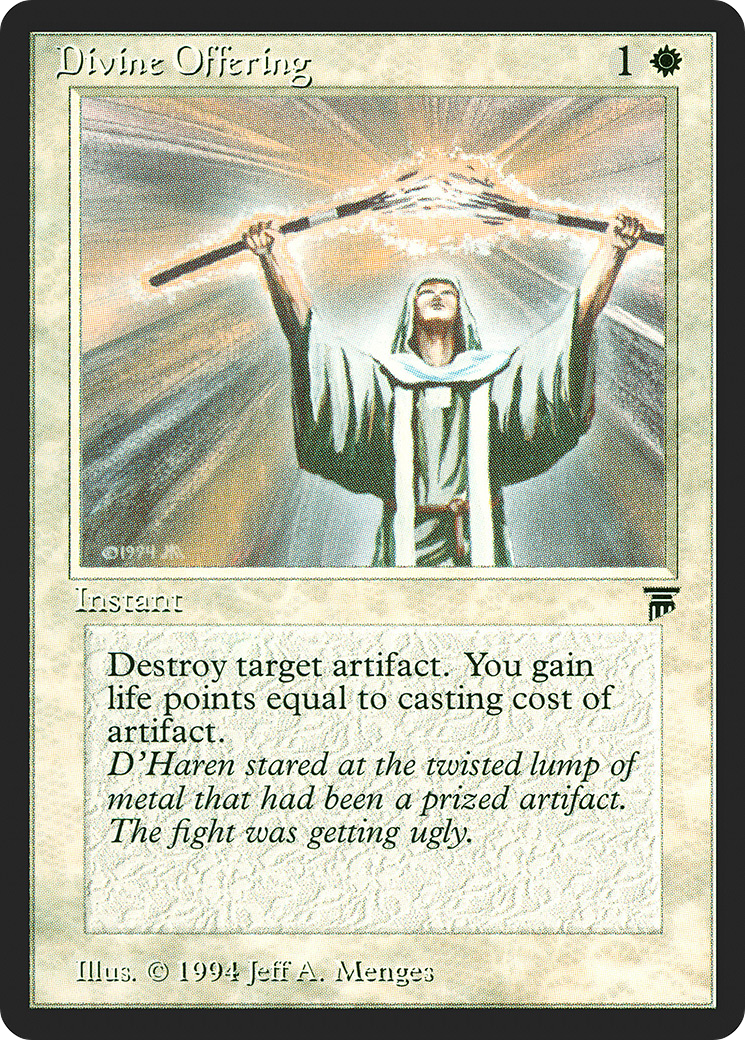 Divine Offering 1
©1994 JM
Instant
Destroy target artifact. You gain
life points equal to casting cost of
artifact.
D'Haren stared at the twisted lump of
metal that had been a prized artifact.
The fight was getting ugly.
Illus. © 1994 Jeff A. Menges